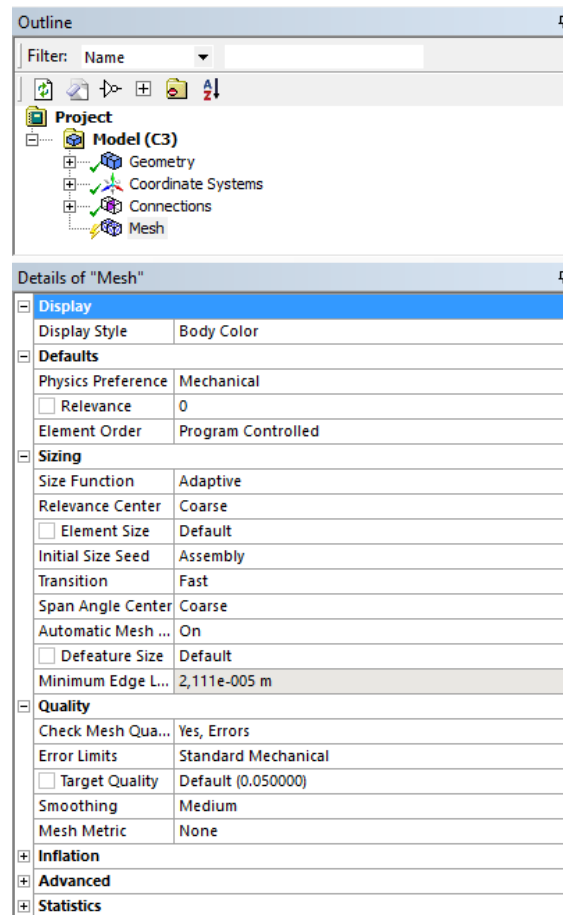 Outline
Filter: Name
Project
Model (C3)
Geometry
Coordinate Systems
Connections
Mesh
Details of "Mesh"
Display
Display Style Body Color
Defaults
Physics Preference Mechanical
Relevance 0
Element Order Program Controlled
Sizing
Size Function Adaptive
Relevance Center Coarse
Element Size Default
Initial Size Seed Assembly
Transition Fast
Span Angle Center Coarse
Automatic Mesh ... On
Defeature Size Default
Minimum Edge L... 2,111e-005 m
Quality
Check Mesh Qua... Yes, Errors
Error Limits Standard Mechanical
Target Quality Default (0.050000)
Smoothing Medium
Mesh Metric None
Inflation
Advanced
Statistics